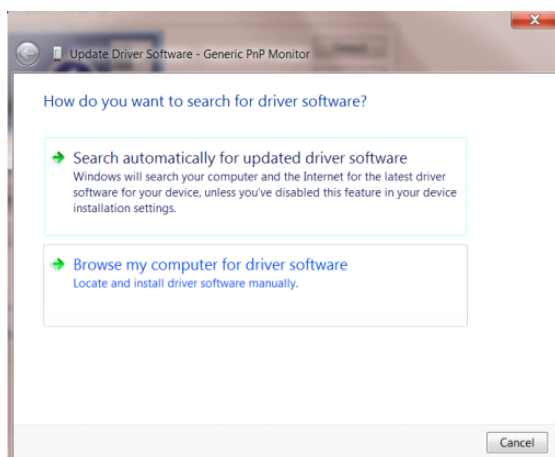 Update Driver Software - Generic PnP Monitor
How do you want to search for driver software?
Search automatically for updated driver software
Windows will search your computer and the Internet for the latest driver
software for your device, unless you've disabled this feature in your device
installation settings.
Browse my computer for driver software
Locate and install driver software manually.
Cancel